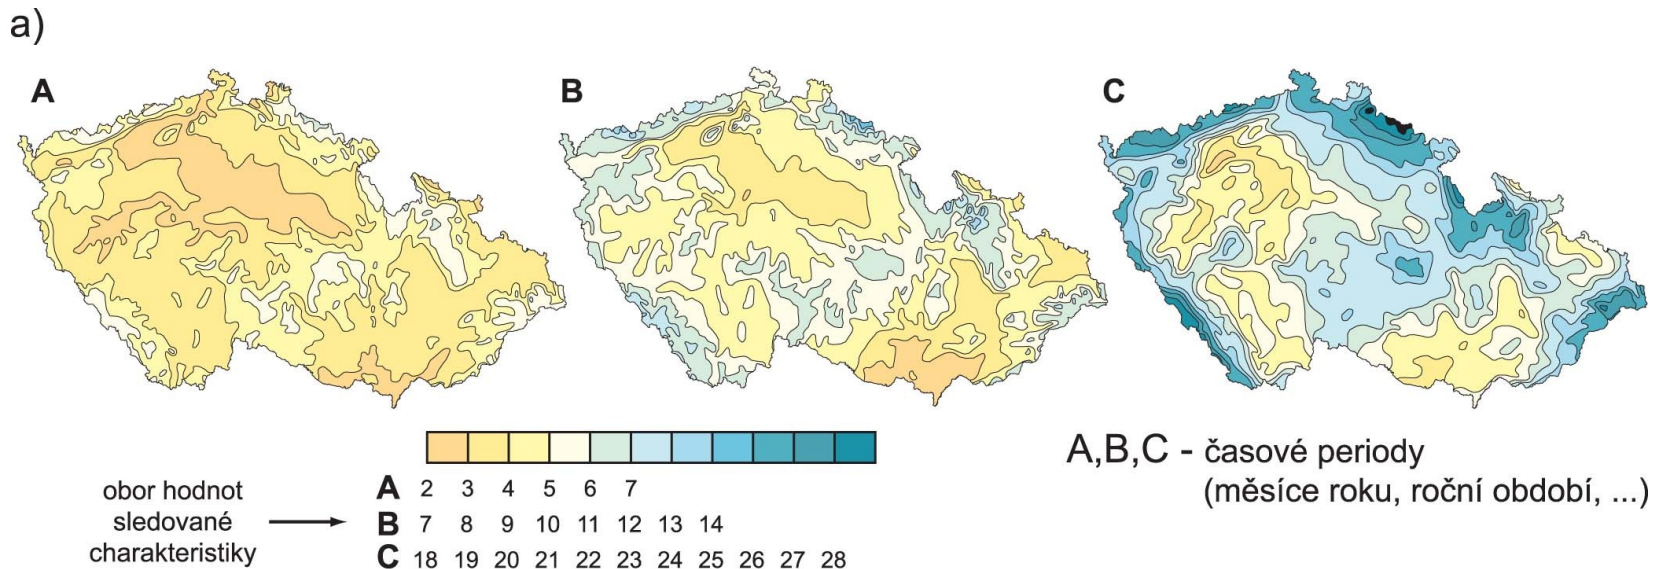 a)
A
B
C
obor hodnot
sledované
charakteristiky
A 2 3 4 5 6 7
B 7 8 9 10 11 12 13 14
C 18 19 20 21 22 23 24 25 26 27 28
A,B,C - časové periody
(měsíce roku, roční období, ...)